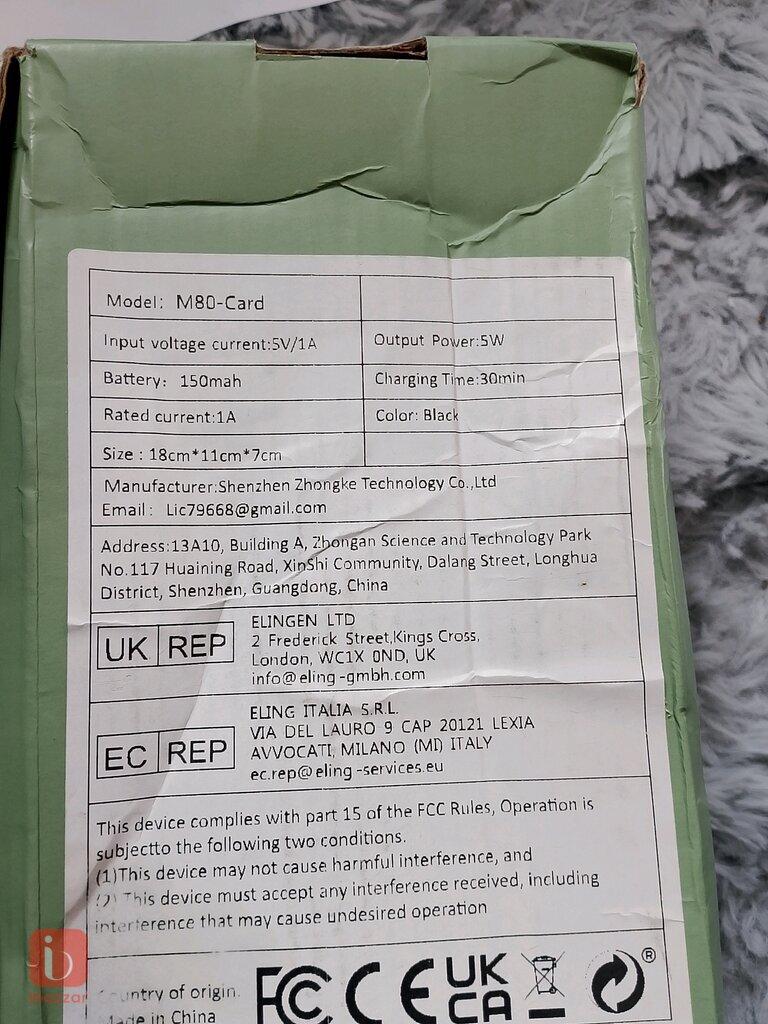 Model: M80-Card
Input voltage current:5V/1A
Output Power:5W
Battery: 150mah
Charging Time:30min
Rated current:1A
Color: Black
Size : 18cm*11cm*7cm
Manufacturer:Shenzhen Zhongke Technology Co.,Ltd
Email: Lic79668@gmail.com
Address:13A10, Building A, Zhongan Science and Technology Park
No.117 Huaining Road, XinShi Community, Dalang Street, Longhua
District, Shenzhen, Guangdong, China
UK REP
ELINGEN LTD
2 Frederick Street,Kings Cross,
London, WC1X 0ND, UK
info@eling-gmbh.com
EC REP
ELING ITALIA S.R.L.
VIA DEL LAURO 9 CAP 20121 LEXIA
AVVOCATI, MILANO (MI) ITALY
ec.rep@eling-services.eu
This device complies with part 15 of the FCC Rules, Operation is
subjectto the following two conditions.
(1)This device may not cause harmful interference, and
(2) This device must accept any interference received, including
interference that may cause undesired operation
Country of origin.
Made in China
FC CE UK
CA
®